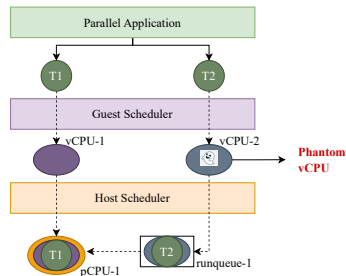 Parallel Application
T1
T2
Guest Scheduler
vCPU-1
vCPU-2
Phantom
vCPU
Host Scheduler
T1
T2
pCPU-1
runqueue-1